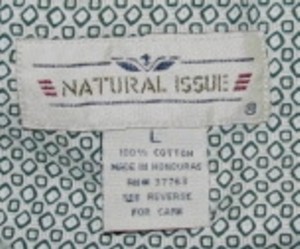 NATURAL ISSUE
®
L
100% COTTON
MADE IN HONDURAS
RN# 37763
SEE REVERSE
FOR CARE